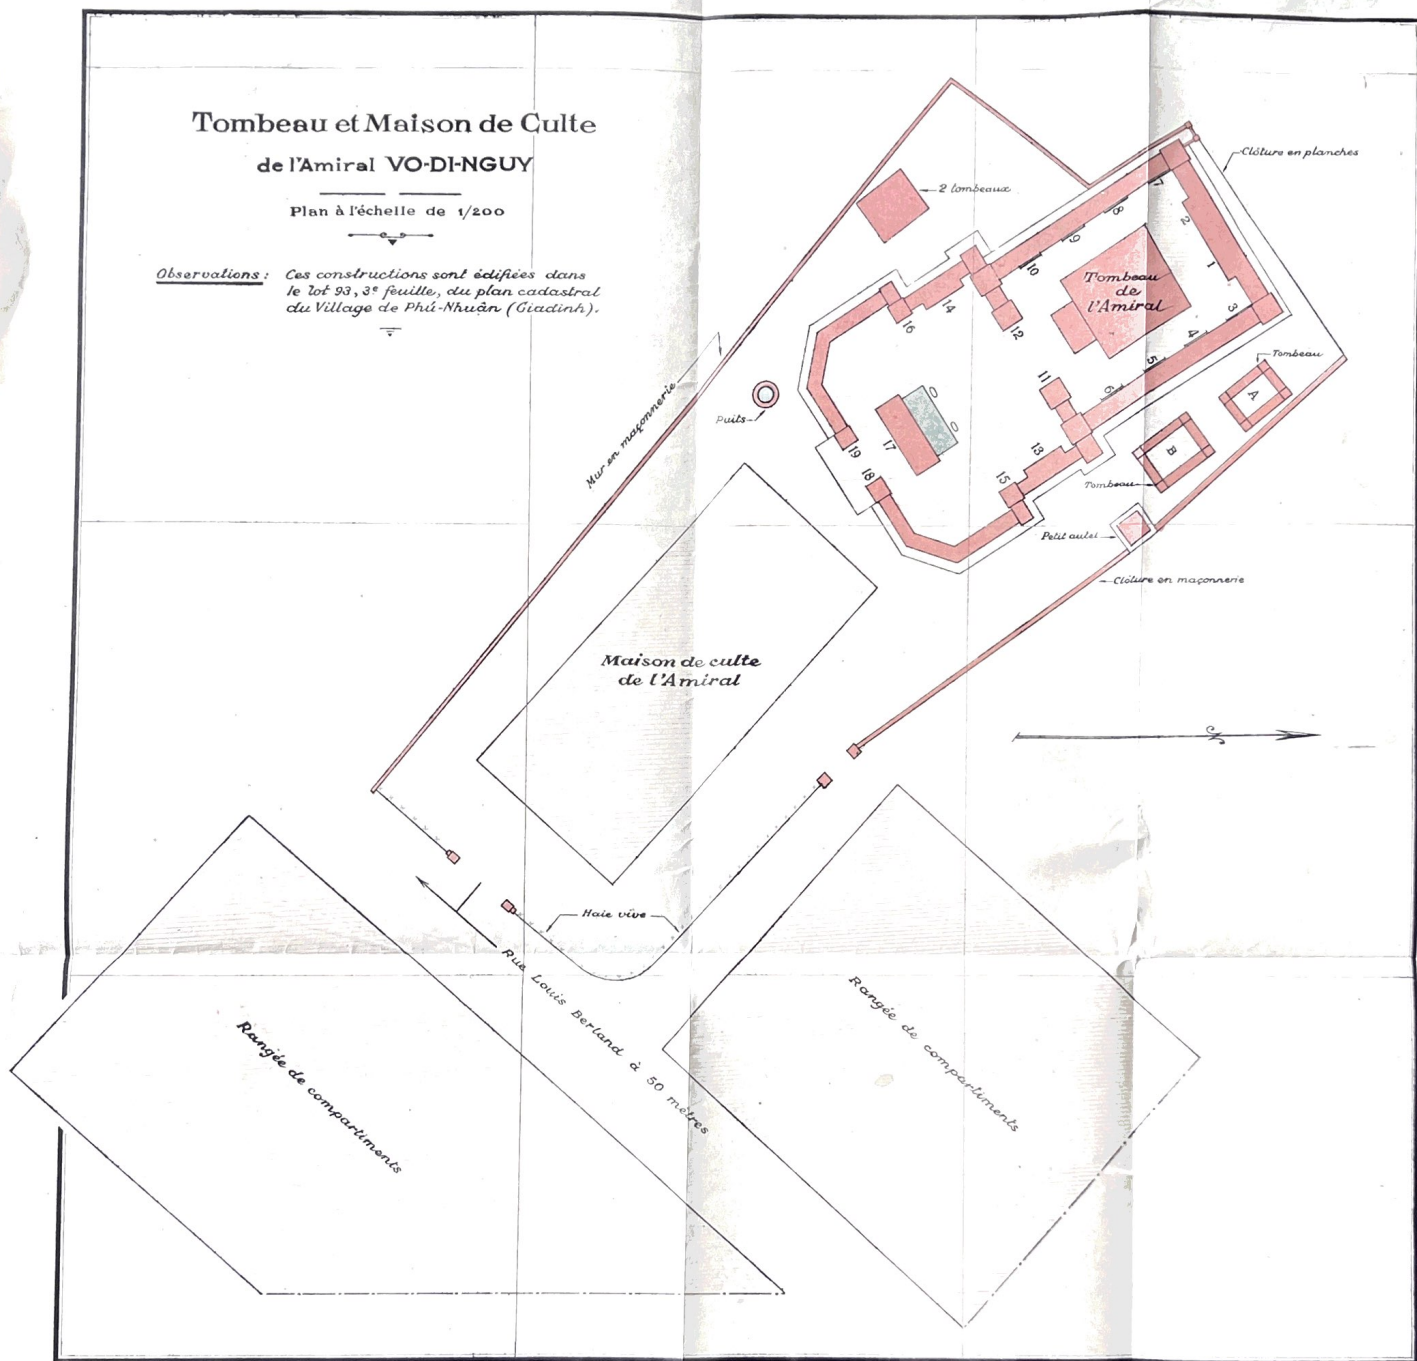 Tombeau et Maison de Culte
de l'Amiral VO-DI-NGUY
Plan à l'échelle de 1/200
Observations: Ces constructions sont édifiées dans
le lot 93, 3e feuille, du plan cadastral
du Village de Phú-Nhuận (Giadinh).
Clôture en planches
2 tombeaux
7
8
9
10
2
1
3
4
5
6
Tombeau
de
l'Amiral
14
16
12
11
Tombeau
A
B
Tombeau
13
15
17
19
18
Puits
Mur en maçonnerie
Petit autel
Clôture en maçonnerie
Maison de culte
de l'Amiral
Haie vive
Rue Louis Berland à 50 mètres
Rangée de compartiments
Rangée de compartiments